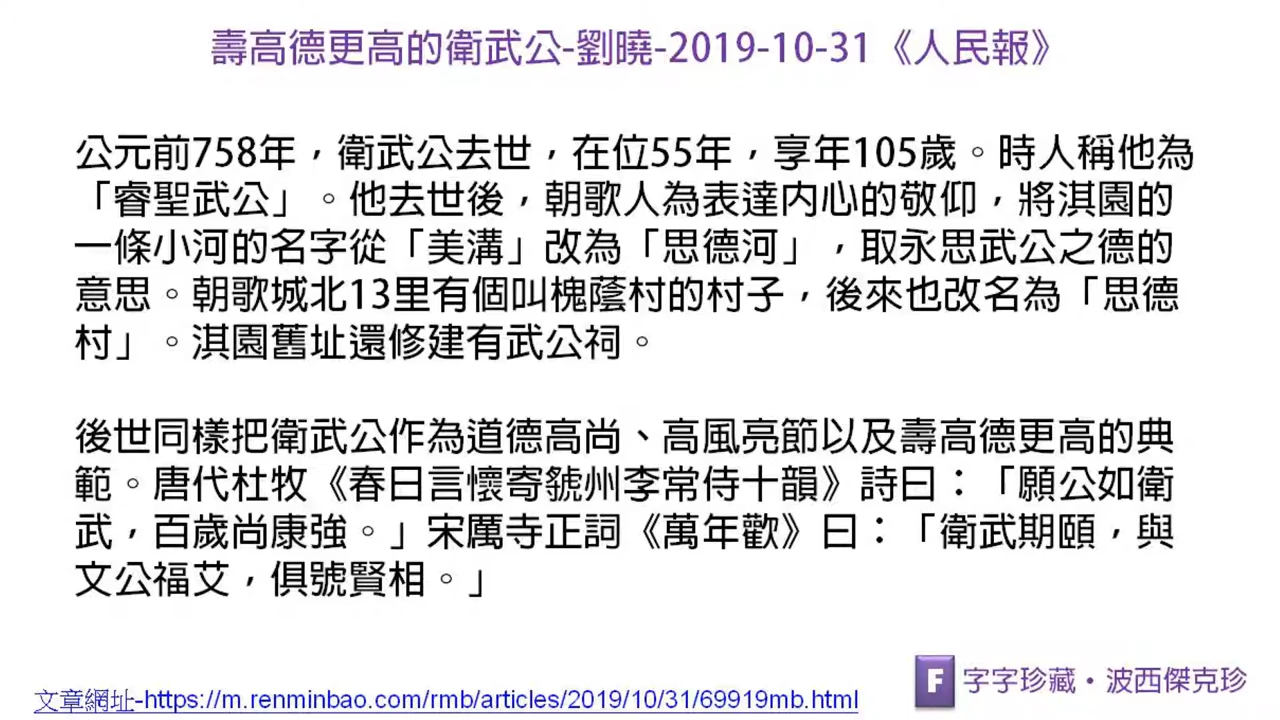 壽高德更高的衛武公-劉曉-2019-10-31《人民報》
公元前758年，衛武公去世，在位55年，享年105歲。時人稱他為
「睿聖武公」。他去世後，朝歌人為表達內心的敬仰，將淇園的
一條小河的名字從「美溝」改為「思德河」，取永思武公之德的
意思。朝歌城北13里有個叫槐蔭村的村子，後來也改名為「思德
村」。淇園舊址還修建有武公祠。
後世同樣把衛武公作為道德高尚、高風亮節以及壽高德更高的典
範。唐代杜牧《春日言懷寄虢州李常侍十韻》詩曰：「願公如衛
武，百歲尚康強。」宋厲寺正詞《萬年歡》曰：「衛武期頤，與
文公福艾，俱號賢相。」
文章網址-https://m.renminbao.com/rmb/articles/2019/10/31/69919mb.html
F 字字珍藏・波西傑克珍